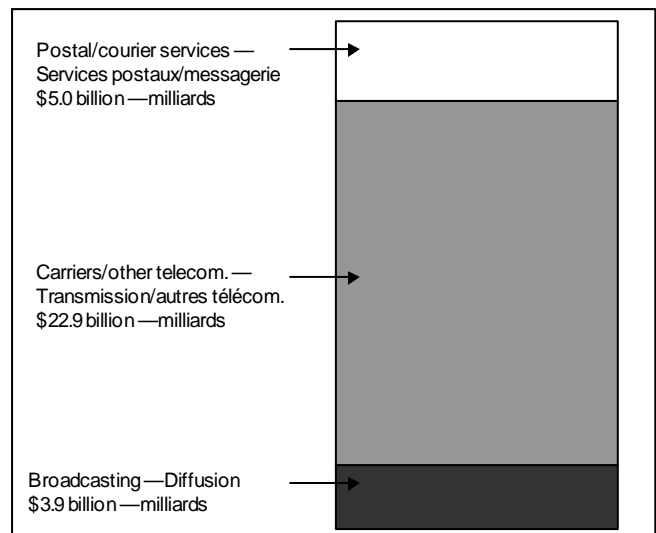 Postal/courier services —
Services postaux/messagerie
$5.0 billion — milliards
Carriers/other telecom. —
Transmission/autres télécom.
$22.9 billion — milliards
Broadcasting — Diffusion
$3.9 billion — milliards